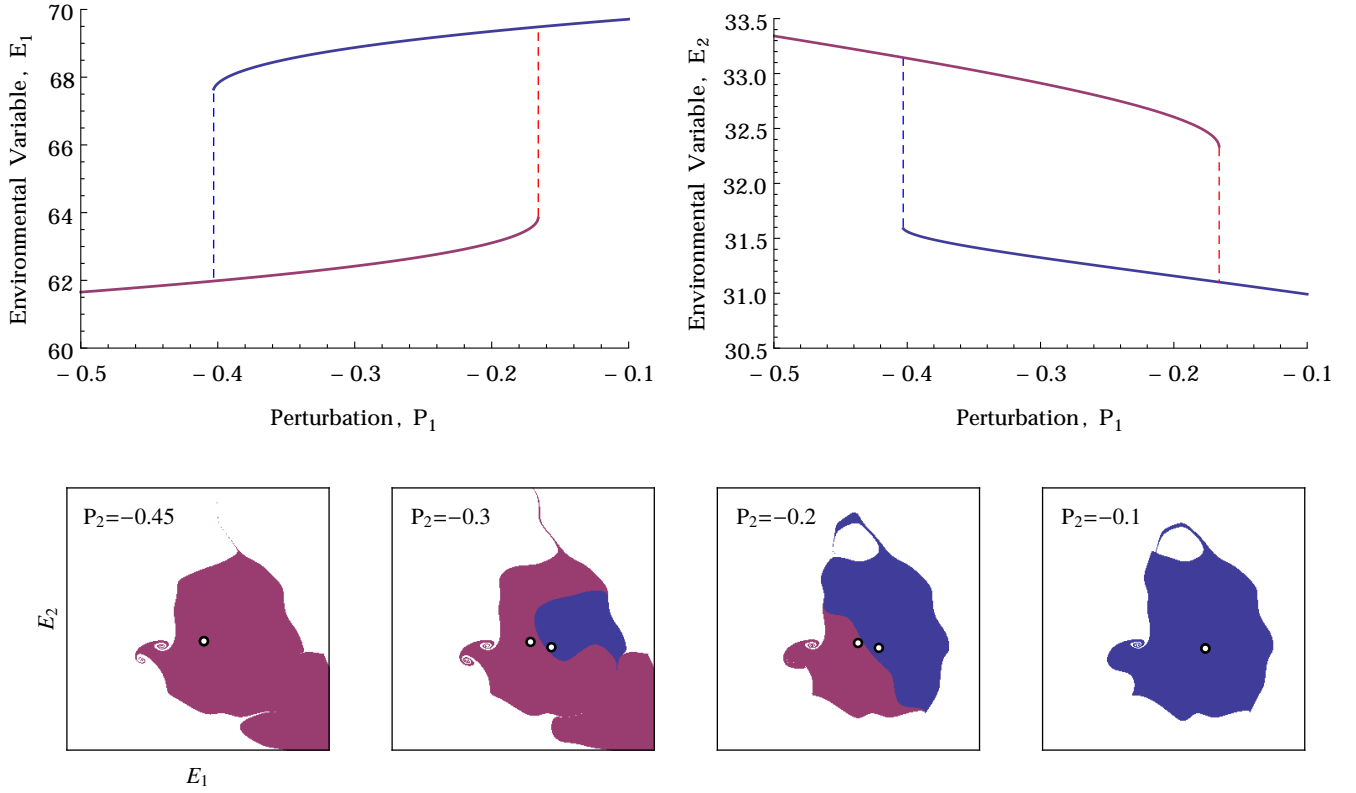 Environmental Variable, E₁
70
68
66
64
62
60
−0.5
−0.4
−0.3
−0.2
−0.1
Perturbation, P₁
Environmental Variable, E₂
33.5
33.0
32.5
32.0
31.5
31.0
30.5
−0.5
−0.4
−0.3
−0.2
−0.1
Perturbation, P₁
E₂
P₂=−0.45
P₂=−0.3
P₂=−0.2
P₂=−0.1
E₁